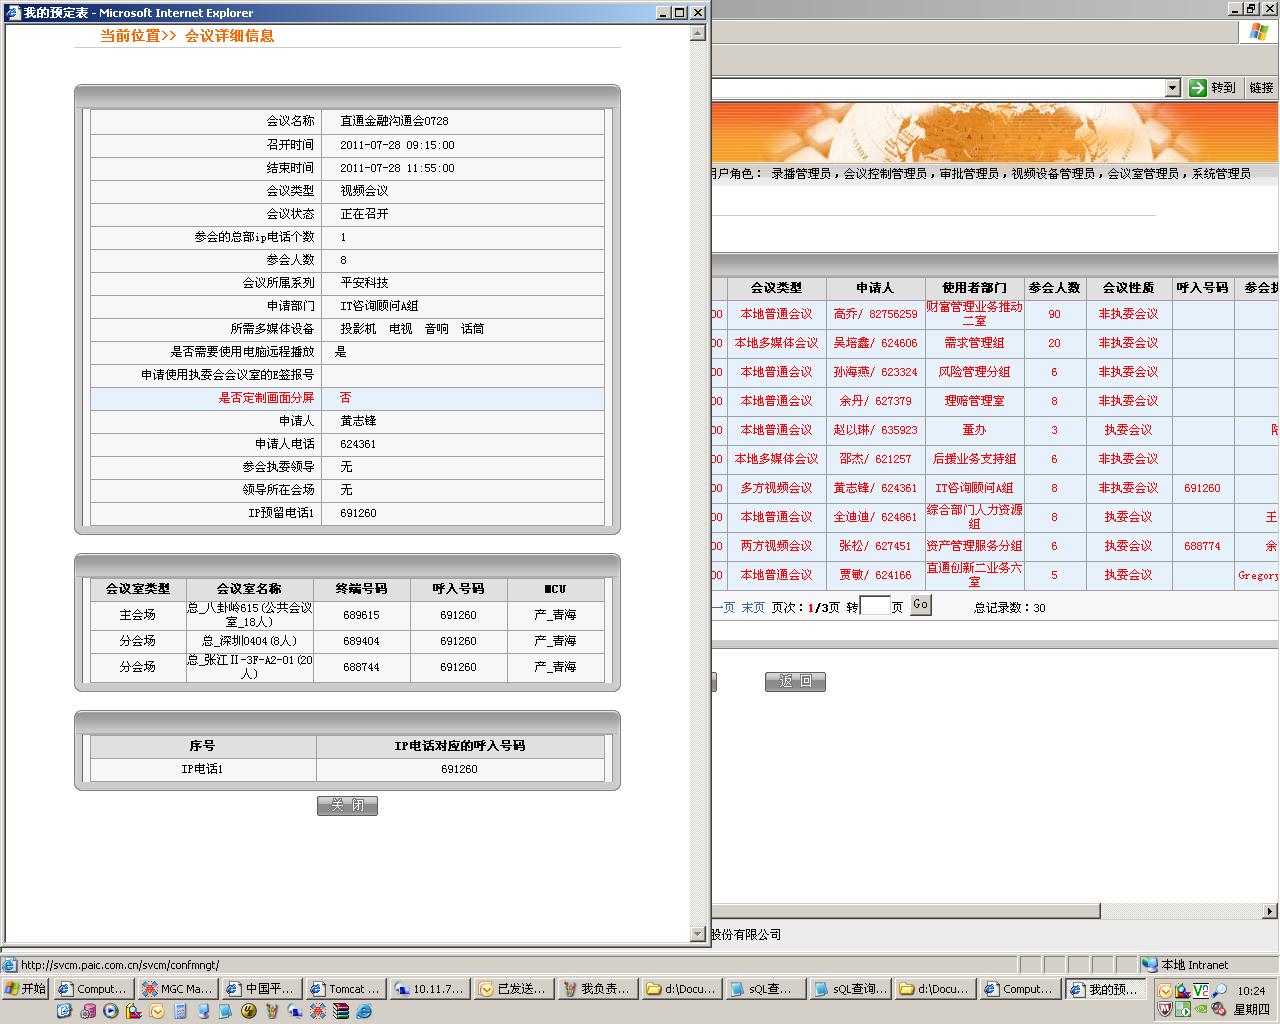 我的预定表 - Microsoft Internet Explorer
当前位置>> 会议详细信息
会议名称 直通金融沟通会0728
召开时间 2011-07-28 09:15:00
结束时间 2011-07-28 11:55:00
会议类型 视频会议
会议状态 正在召开
参会的总部ip电话个数 1
参会人数 8
会议所属系列 平安科技
申请部门 IT咨询顾问A组
所需多媒体设备 投影机 电视 音响 话筒
是否需要使用电脑远程播放 是
申请使用执委会会议室的E签报号
是否定制画面分屏 否
申请人 黄志锋
申请人电话 624361
参会执委领导 无
领导所在会场 无
IP预留电话1 691260
会议室类型 会议室名称 终端号码 呼入号码 MCU
主会场 总_八卦岭615(公共会议室_18人) 689615 691260 产_青海
分会场 总_深圳0404(8人) 689404 691260 产_青海
分会场 总_张江Ⅱ-3F-A2-01(20人) 688744 691260 产_青海
序号 IP电话对应的呼入号码
IP电话1 691260
关 闭
转到 链接
用户角色: 录播管理员,会议控制管理员,审批管理员,视频设备管理员,会议室管理员,系统管理员
会议类型 申请人 使用者部门 参会人数 会议性质 呼入号码 参会执
00 本地普通会议 高乔/ 82756259 财富管理业务推动二室 90 非执委会议
00 本地多媒体会议 吴培鑫/ 624606 需求管理组 20 非执委会议
00 本地普通会议 孙海燕/ 623324 风险管理分组 6 非执委会议
00 本地普通会议 余丹/ 627379 理赔管理室 8 非执委会议
00 本地普通会议 赵以琳/ 635923 董办 3 执委会议
00 本地多媒体会议 邵杰/ 621257 后援业务支持组 6 非执委会议
00 多方视频会议 黄志锋/ 624361 IT咨询顾问A组 8 非执委会议 691260
00 本地普通会议 全迪迪/ 624861 综合部门人力资源组 8 执委会议 王
00 两方视频会议 张松/ 627451 资产管理服务分组 6 执委会议 688774 余
00 本地普通会议 贾敏/ 624166 直通创新二业务六室 5 执委会议 Gregory
一页 末页 页次:1/3页 转 页 Go 总记录数:30
返 回
股份有限公司
http://svcm.paic.com.cn/svcm/confmngt/
本地 Intranet
开始 Comput... MGC Ma... 中国平... Tomcat ... 10.11.7... 已发送... 我负责... d:\Docu... sQL查... sQL查询... d:\Docu... Comput... 我的预... 10:24
星期四